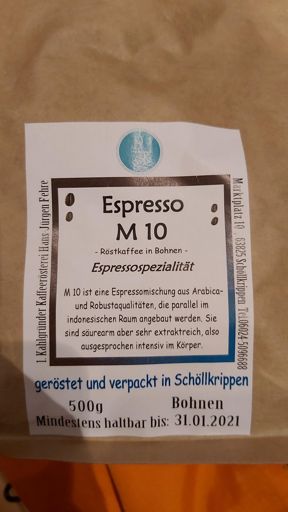 Espresso
M 10
- Röstkaffee in Bohnen -
Espressospezialität
M 10 ist eine Espressomischung aus Arabica-
und Robustaqualitäten, die parallel im
indonesischen Raum angebaut werden. Sie
sind säurearm aber sehr extraktreich, also
ausgesprochen intensiv im Körper.
1. Kahlgründer Kaffeerösterei Hans Jürgen Fehre
Marktplatz 10 . 63825 Schöllkrippen Tel.06024 5096688
geröstet und verpackt in Schöllkrippen
500g Bohnen
Mindestens haltbar bis: 31.01.2021